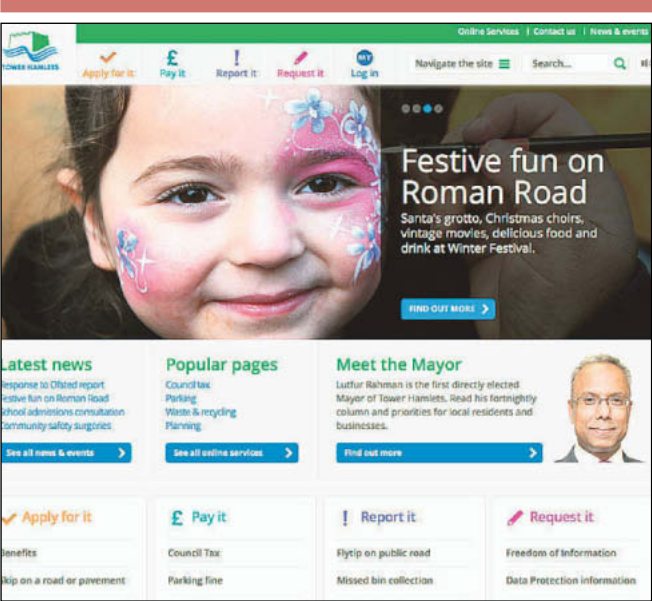 Online Services | Contact us | News & events
TOWER HAMLETS
Apply for it
£
Pay it
!
Report it
Request it
MY
Log in
Navigate the site
Search...
Festive fun on
Roman Road
Santa's grotto, Christmas choirs,
vintage movies, delicious food and
drink at Winter Festival.
FIND OUT MORE
Latest news
Response to Ofsted report
Festive fun on Roman Road
School admissions consultation
Community safety surgeries
See all news & events
Popular pages
Council tax
Parking
Waste & recycling
Planning
See all online services
Meet the Mayor
Lutfur Rahman is the first directly elected
Mayor of Tower Hamlets. Read his fortnightly
column and priorities for local residents and
businesses.
Find out more
Apply for it
Benefits
Skip on a road or pavement
£ Pay it
Council Tax
Parking fine
! Report it
Flytip on public road
Missed bin collection
Request it
Freedom of Information
Data Protection information